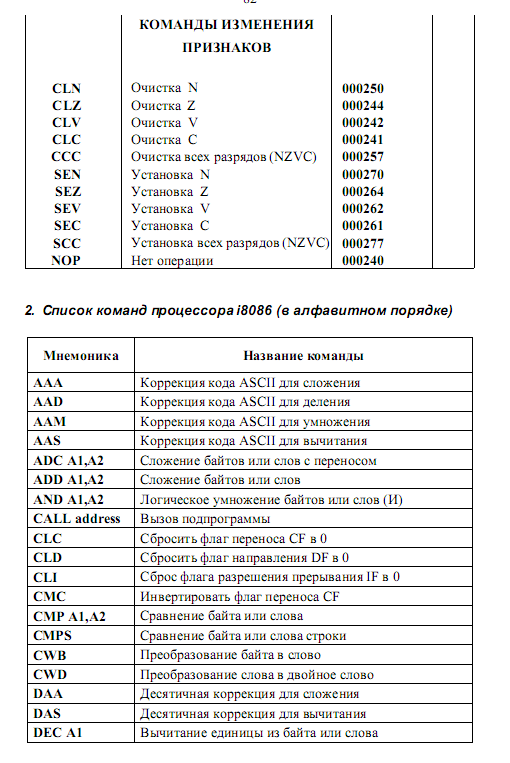 62
КОМАНДЫ ИЗМЕНЕНИЯ
ПРИЗНАКОВ
CLN Очистка N 000250
CLZ Очистка Z 000244
CLV Очистка V 000242
CLC Очистка C 000241
CCC Очистка всех разрядов (NZVC) 000257
SEN Установка N 000270
SEZ Установка Z 000264
SEV Установка V 000262
SEC Установка C 000261
SCC Установка всех разрядов (NZVC) 000277
NOP Нет операции 000240
2. Список команд процессора i8086 (в алфавитном порядке)
Мнемоника Название команды
AAA Коррекция кода ASCII для сложения
AAD Коррекция кода ASCII для деления
AAM Коррекция кода ASCII для умножения
AAS Коррекция кода ASCII для вычитания
ADC A1,A2 Сложение байтов или слов с переносом
ADD A1,A2 Сложение байтов или слов
AND A1,A2 Логическое умножение байтов или слов (И)
CALL address Вызов подпрограммы
CLC Сбросить флаг переноса CF в 0
CLD Сбросить флаг направления DF в 0
CLI Сброс флага разрешения прерывания IF в 0
CMC Инвертировать флаг переноса CF
CMP A1,A2 Сравнение байта или слова
CMPS Сравнение байта или слова строки
CWB Преобразование байта в слово
CWD Преобразование слова в двойное слово
DAA Десятичная коррекция для сложения
DAS Десятичная коррекция для вычитания
DEC A1 Вычитание единицы из байта или слова